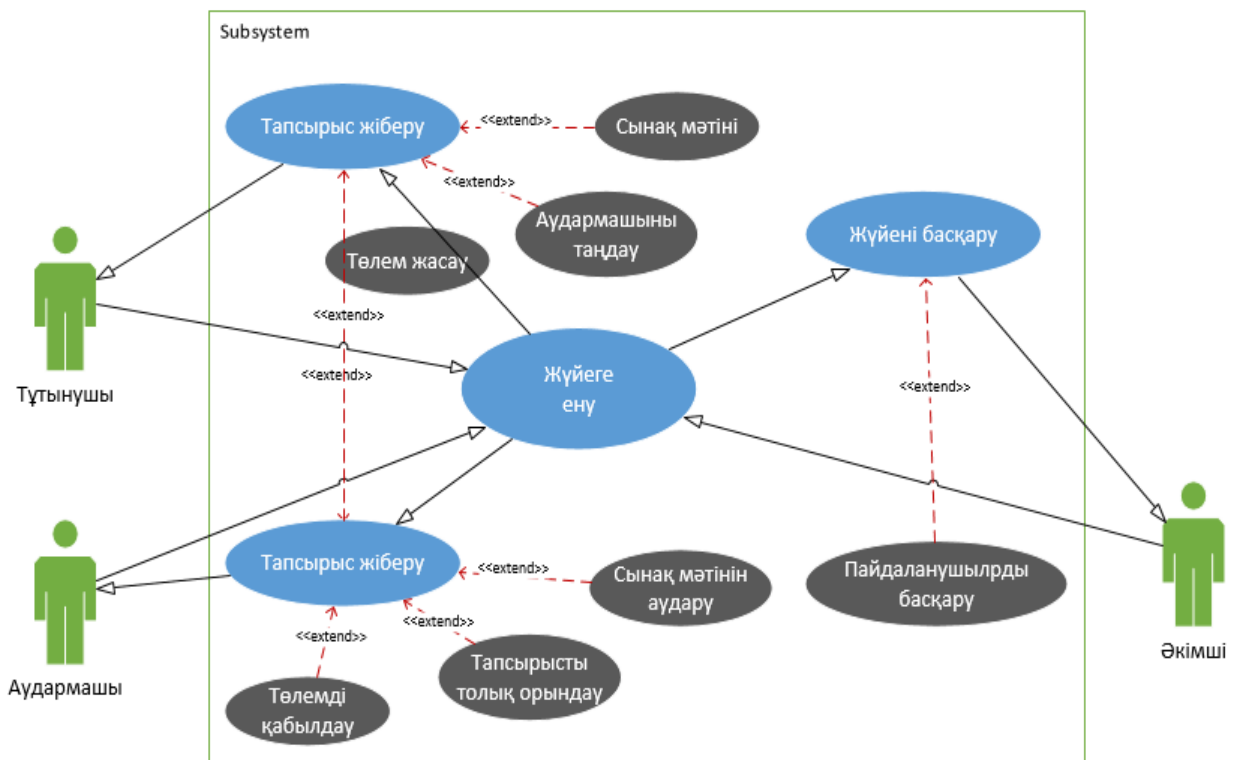 Subsystem
Тапсырыс жіберу
<<extend>>
Сынақ мәтіні
<<extend>>
Аудармашыны
таңдау
Жүйені басқару
Төлем жасау
<<extend>>
<<extend>>
Жүйеге
ену
<<extend>>
Тұтынушы
Тапсырыс жіберу
<<extend>>
Сынақ мәтінін
аудару
Пайдаланушылрды
басқару
<<extend>>
<<extend>>
Тапсырысты
толық орындау
Төлемді
қабылдау
Аудармашы
Әкімші